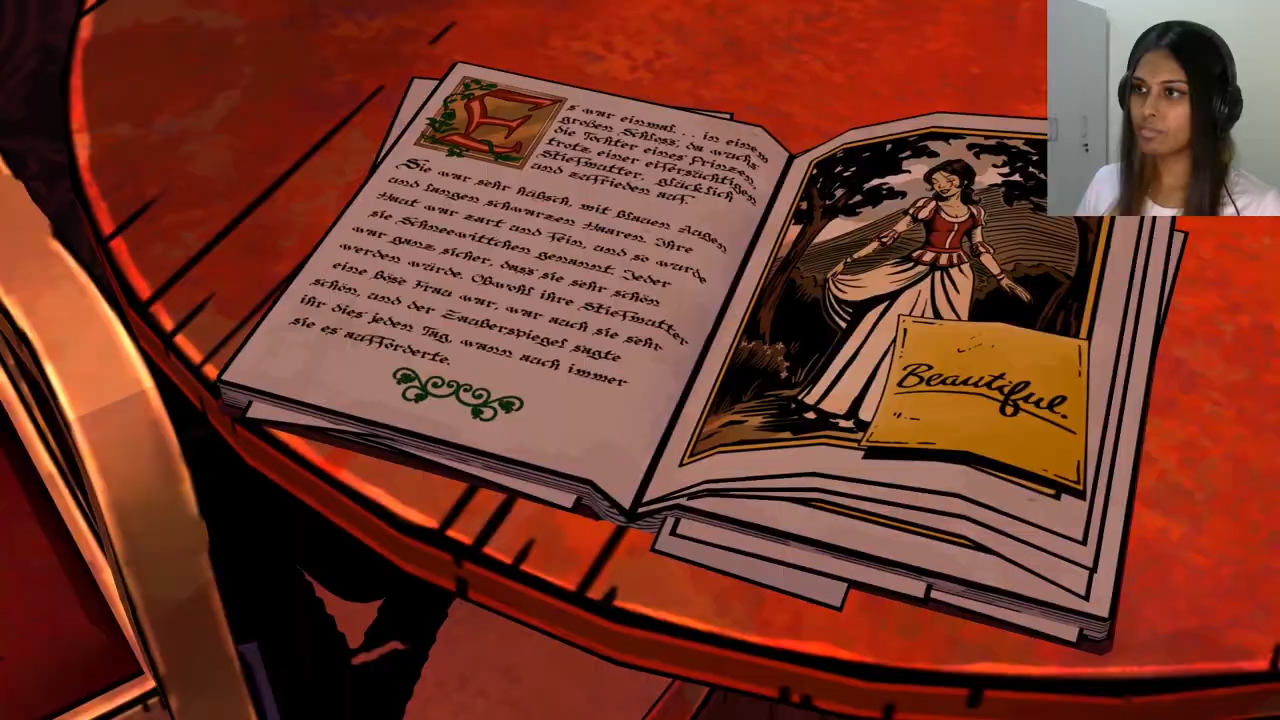 Es war einmal . . in einem
großen Schloss, da wuchs
die Tochter eines Prinzen,
trotz einer eifersüchtigen
Stiefmutter, glücklich
und zufrieden auf.
Sie war sehr hübsch, mit blauen Augen
und langen schwarzen Haaren. Ihre
Haut war zart und fein, und so wurde
sie Schneewittchen genannt. Jeder
war ganz sicher, dass sie sehr schön
werden würde. Obwohl ihre Stiefmutter
eine böse Frau war, war auch sie sehr
schön, und der Zauberspiegel sagte
ihr dies jeden Tag, wann auch immer
sie es aufforderte.
Beautiful.